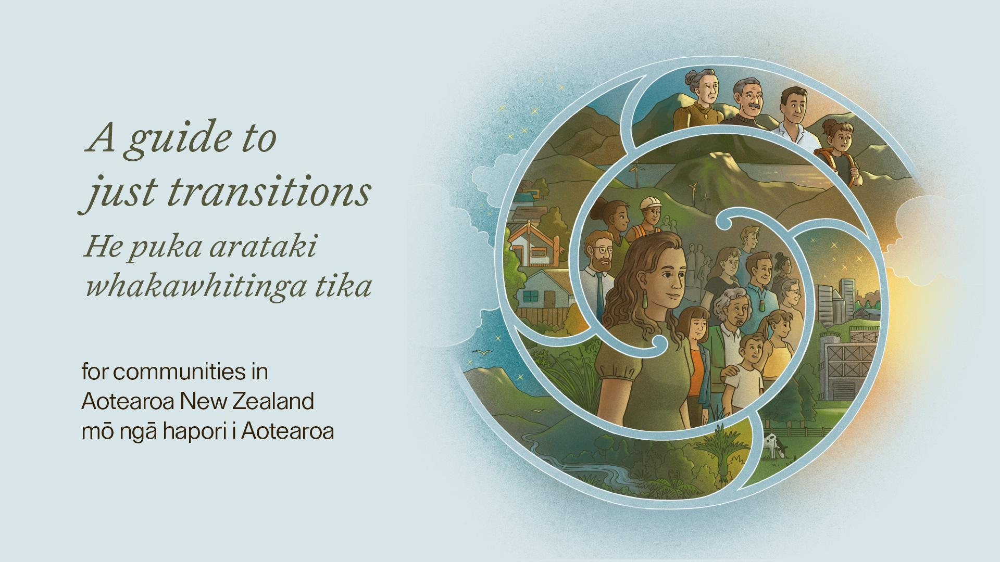 A guide to
just transitions
He puka arataki
whakawhitinga tika
for communities in
Aotearoa New Zealand
mō ngā hapori i Aotearoa